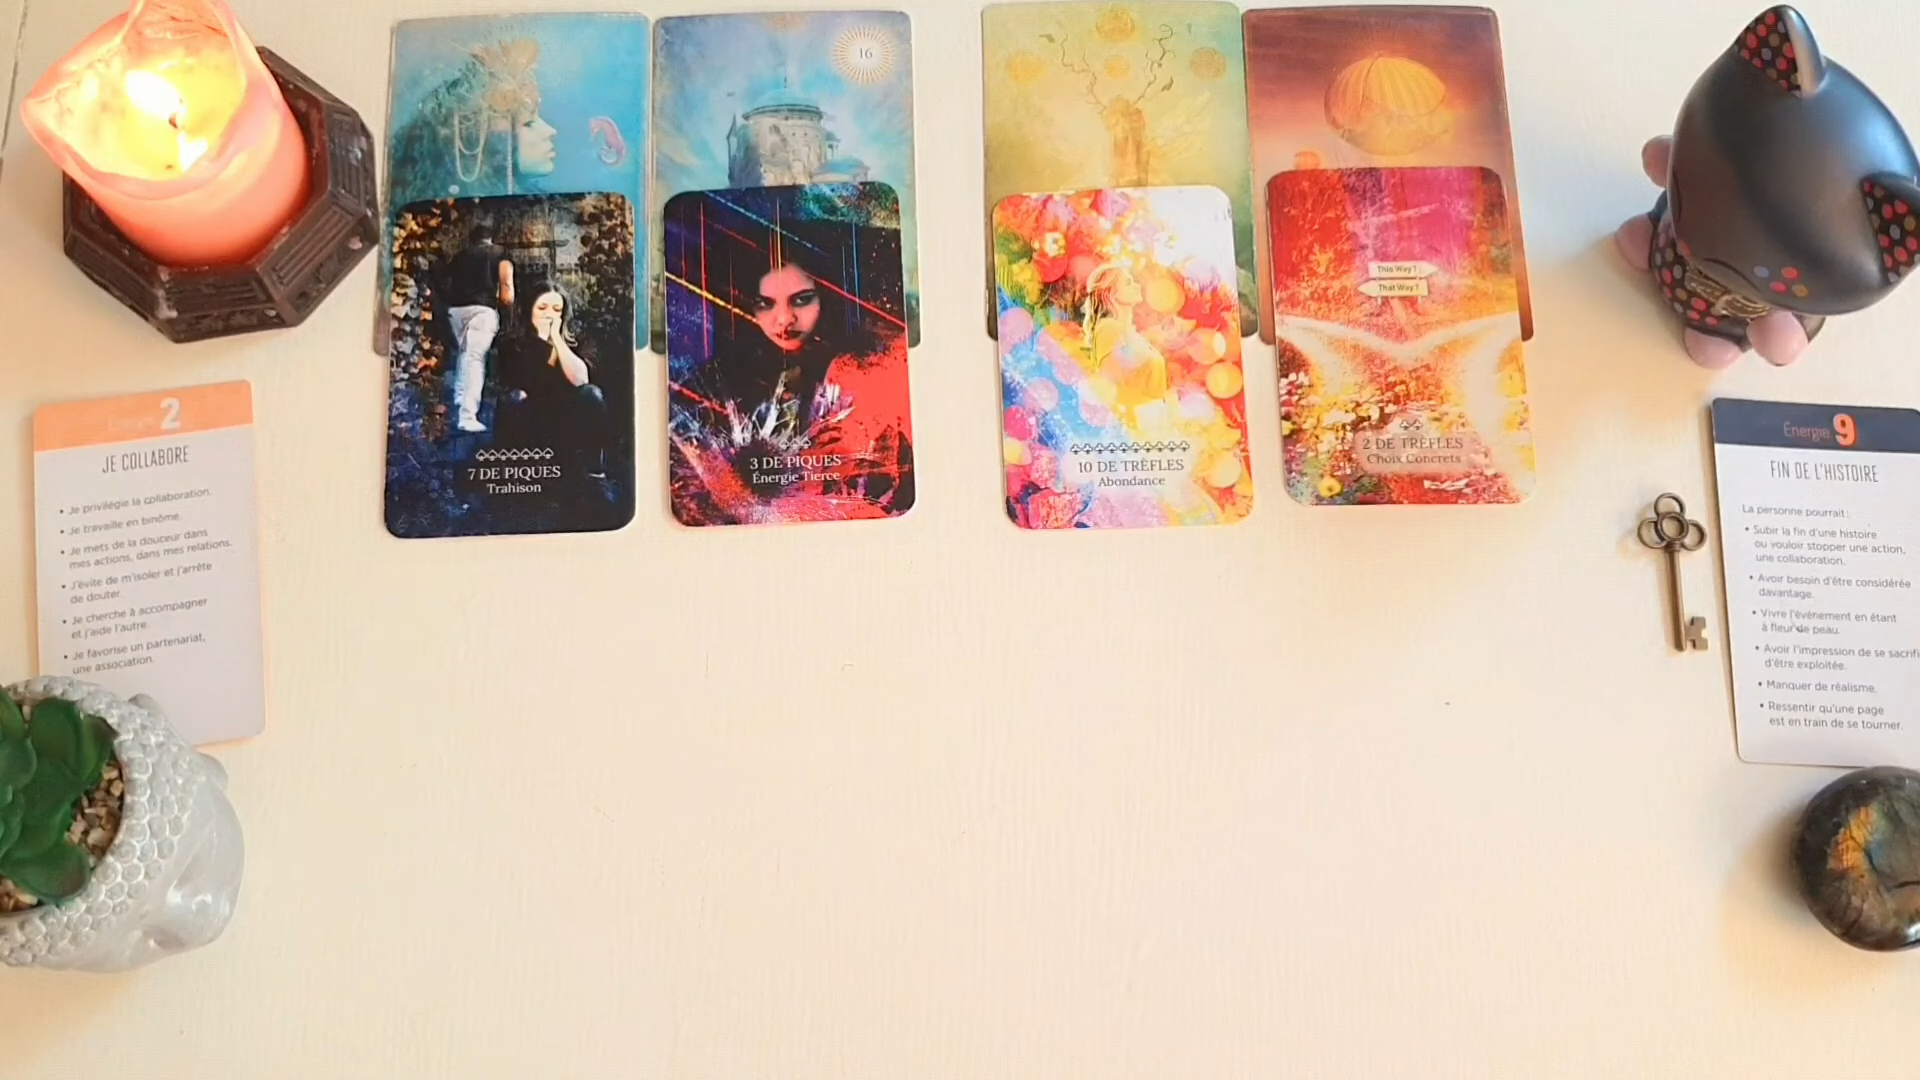 16
2
JE COLLABORE
• Je privilégie la collaboration.
• Je travaille en binôme.
• Je mets de la douceur dans
mes actions, dans mes relations.
• J'évite de m'isoler et j'arrête
de douter.
• Je cherche à accompagner
et j'aide l'autre.
• Je favorise un partenariat,
une association.
7 DE PIQUES
Trahison
3 DE PIQUES
Énergie Tierce
10 DE TRÈFLES
Abondance
This Way?
That Way?
2 DE TRÈFLES
Choix Concrets
Énergie 9
FIN DE L'HISTOIRE
La personne pourrait :
• Subir la fin d'une histoire
ou vouloir stopper une action,
une collaboration.
• Avoir besoin d'être considérée
davantage.
• Vivre l'événement en étant
à fleur de peau.
• Avoir l'impression de se sacrifi
d'être exploitée.
• Manquer de réalisme.
• Ressentir qu'une page
est en train de se tourner.